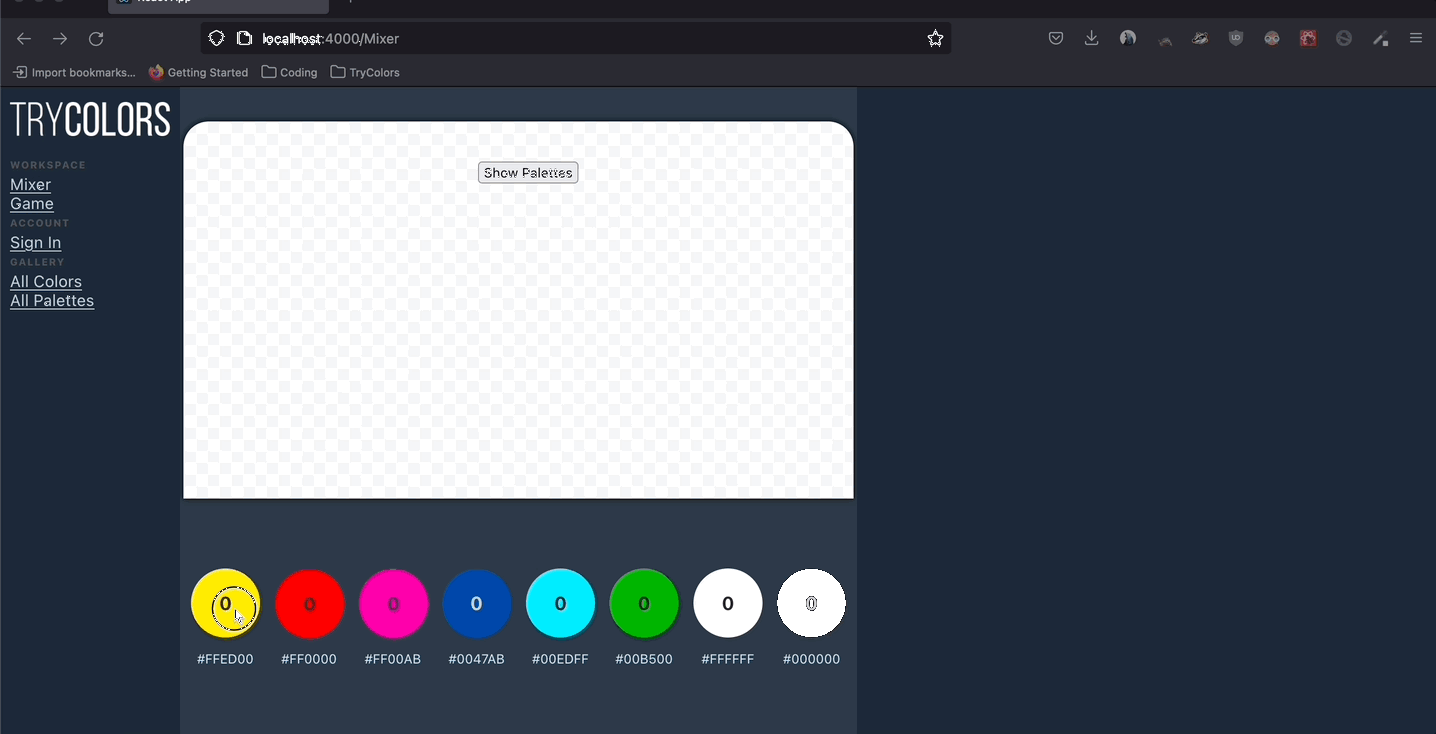 React App
localhost:4000/Mixer
Import bookmarks... Getting Started Coding TryColors
TRYCOLORS
WORKSPACE
Mixer
Game
ACCOUNT
Sign In
GALLERY
All Colors
All Palettes
Show Palettes
0 0 0 0 0 0 0 0
#FFED00 #FF0000 #FF00AB #0047AB #00EDFF #00B500 #FFFFFF #000000